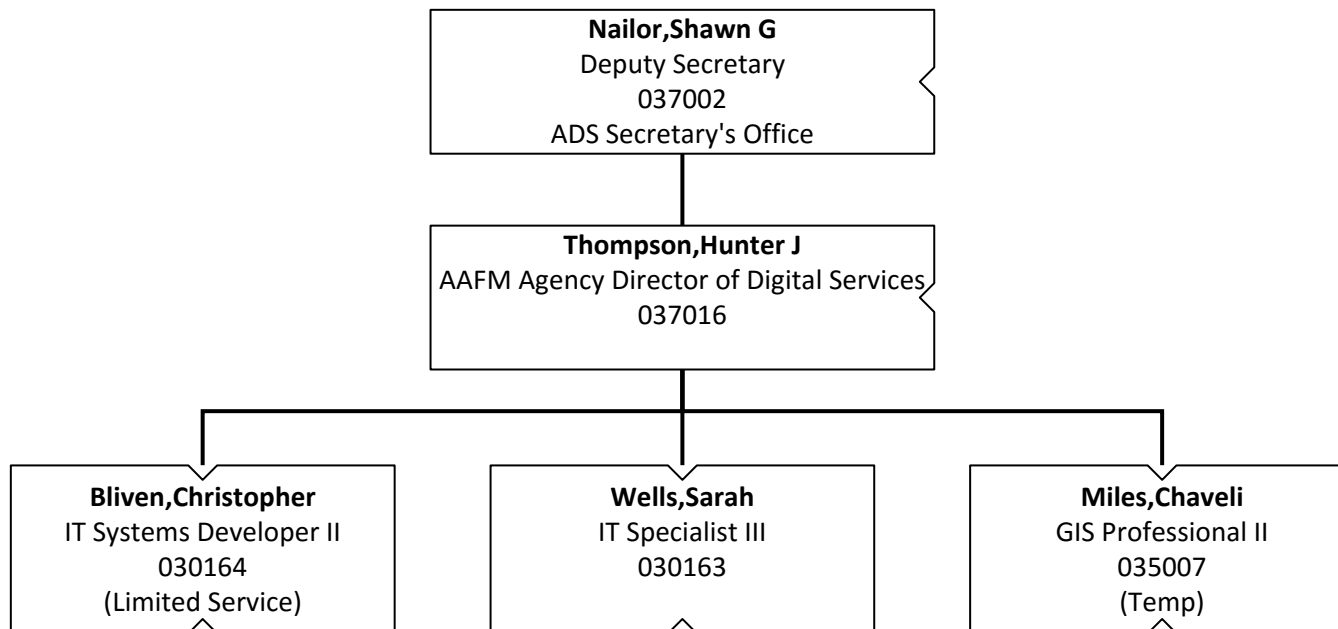 Nailor,Shawn G
Deputy Secretary
037002
ADS Secretary's Office
Thompson,Hunter J
AAFM Agency Director of Digital Services
037016
Bliven,Christopher
IT Systems Developer II
030164
(Limited Service)
Wells,Sarah
IT Specialist III
030163
Miles,Chaveli
GIS Professional II
035007
(Temp)